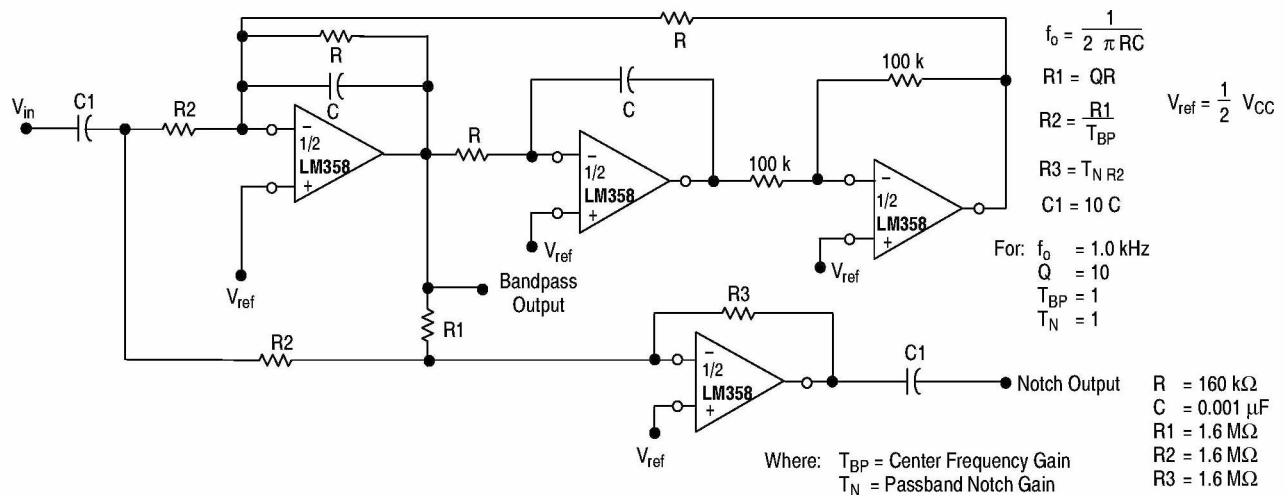 R
f₀ = 1 / 2 π RC
R
100 k
R1 = QR
V_in
C1
R2
C
C
V_ref = 1/2 V_CC
R2 = R1 / T_BP
−
1/2
LM358
+
R
−
1/2
LM358
+
100 k
−
1/2
LM358
+
R3 = T_N R2
C1 = 10 C
V_ref
V_ref
V_ref
For: f₀ = 1.0 kHz
Q = 10
T_BP = 1
T_N = 1
Bandpass
Output
R1
R3
R2
−
1/2
LM358
+
C1
Notch Output
V_ref
R = 160 kΩ
C = 0.001 µF
R1 = 1.6 MΩ
R2 = 1.6 MΩ
R3 = 1.6 MΩ
Where: T_BP = Center Frequency Gain
T_N = Passband Notch Gain